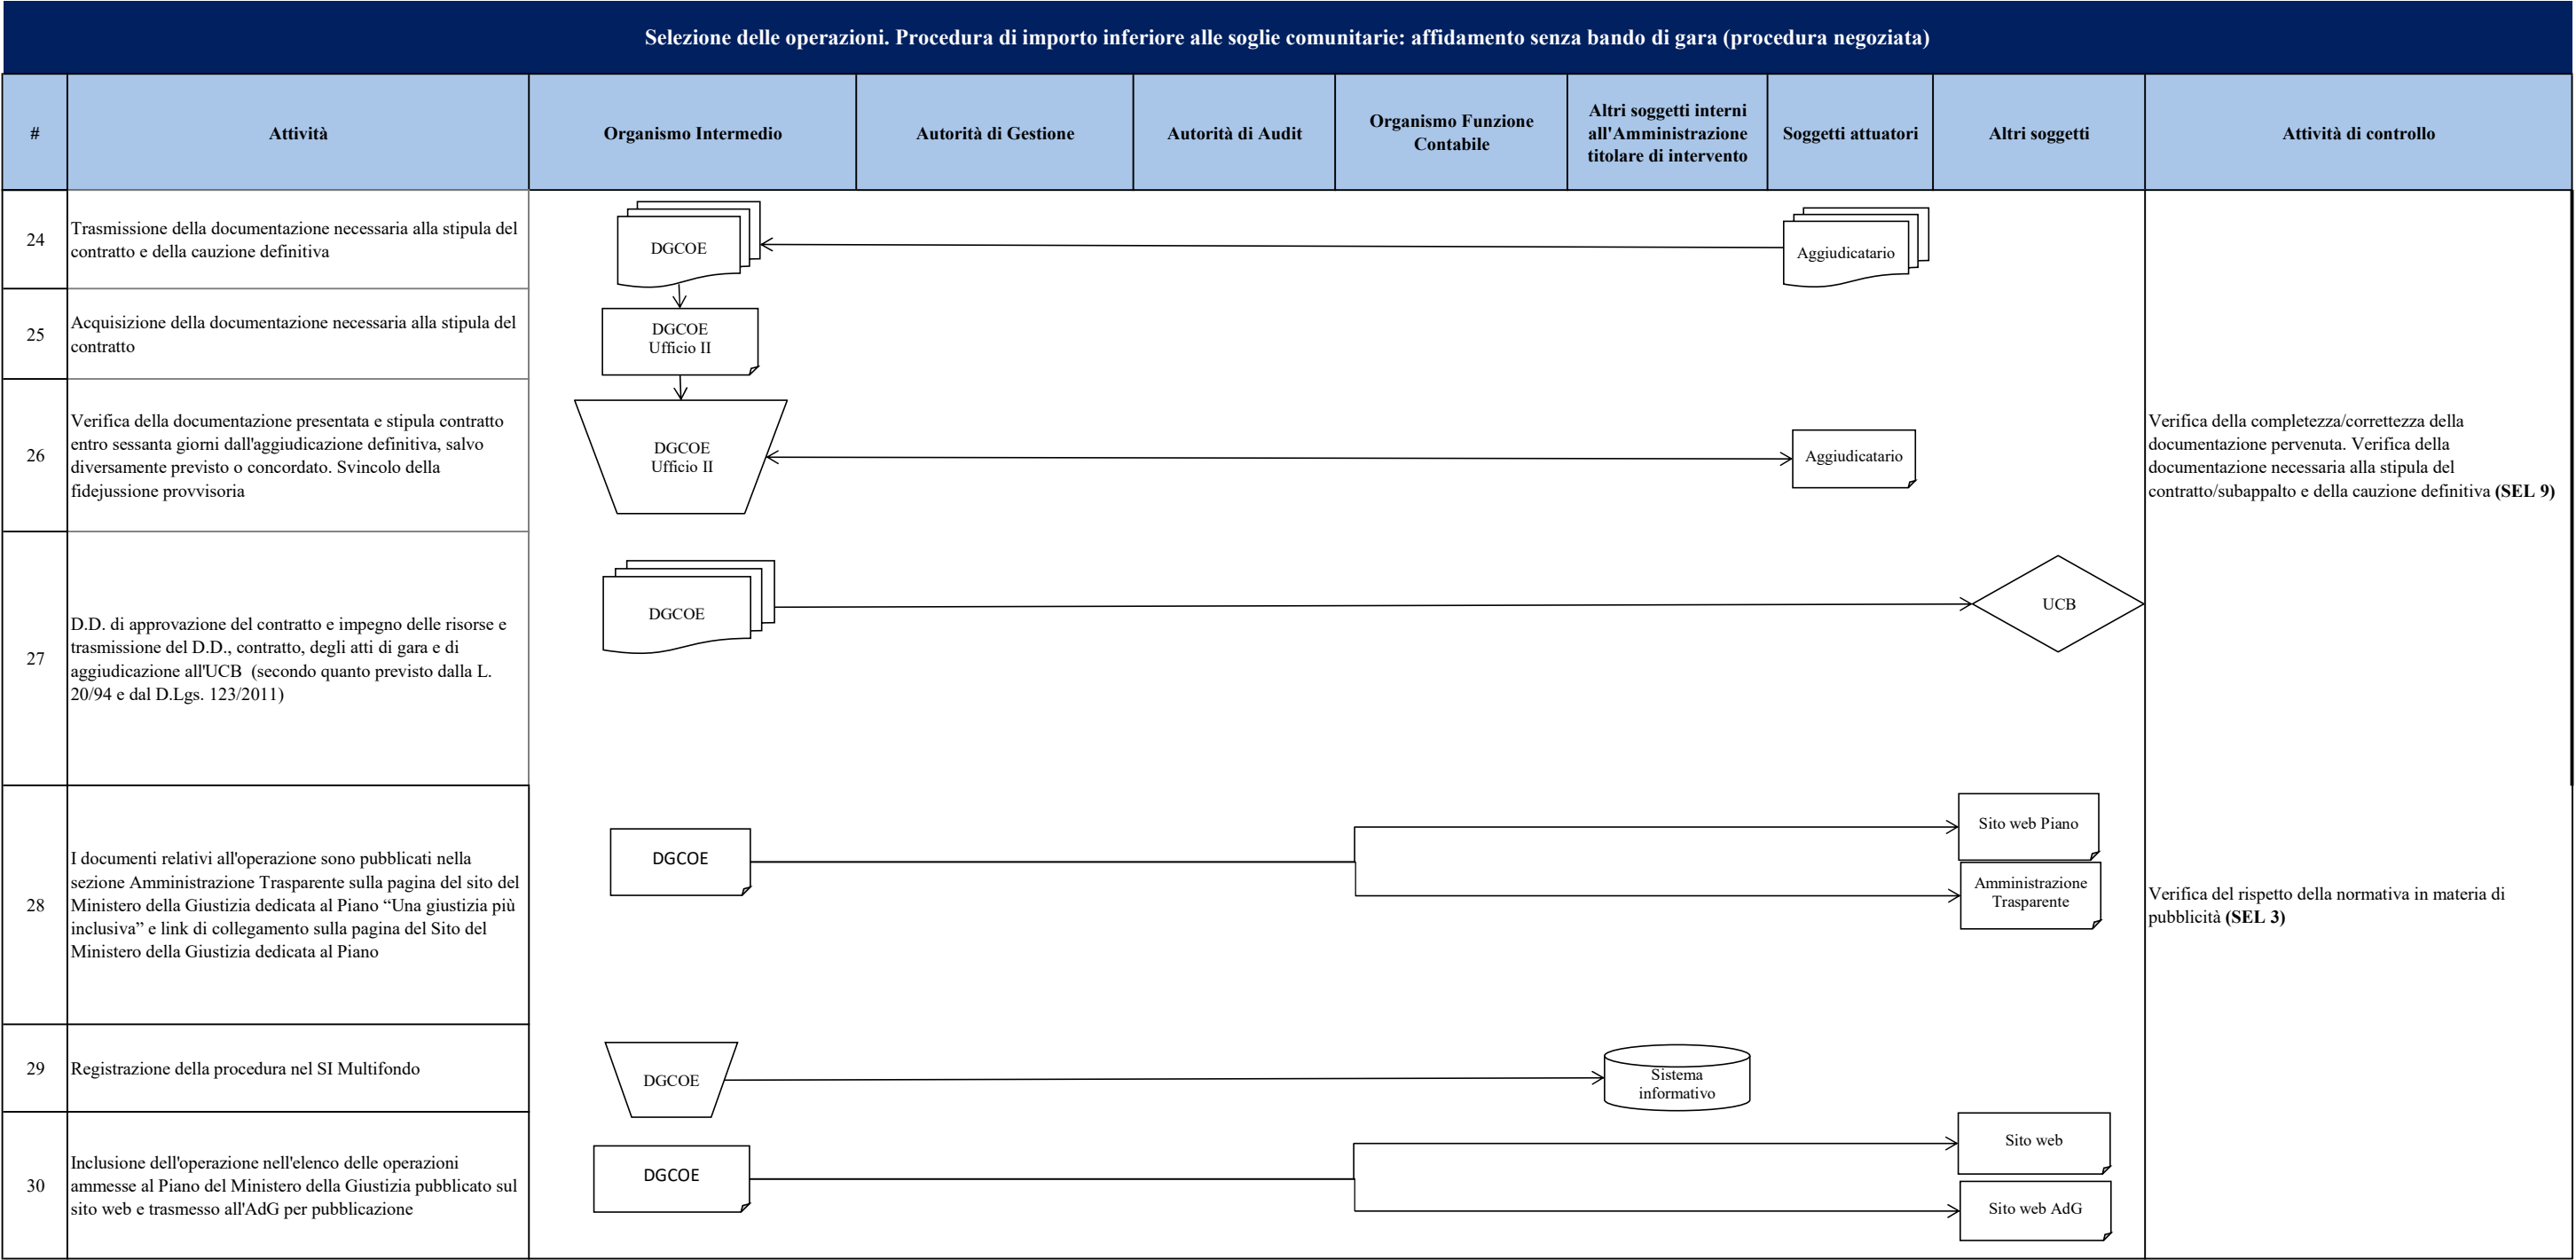 Selezione delle operazioni. Procedura di importo inferiore alle soglie comunitarie: affidamento senza bando di gara (procedura negoziata)
#
Attività
Organismo Intermedio
Autorità di Gestione
Autorità di Audit
Organismo Funzione
Contabile
Altri soggetti interni
all'Amministrazione
titolare di intervento
Soggetti attuatori
Altri soggetti
Attività di controllo
24
Trasmissione della documentazione necessaria alla stipula del
contratto e della cauzione definitiva
DGCOE
Aggiudicatario
25
Acquisizione della documentazione necessaria alla stipula del
contratto
DGCOE
Ufficio II
26
Verifica della documentazione presentata e stipula contratto
entro sessanta giorni dall'aggiudicazione definitiva, salvo
diversamente previsto o concordato. Svincolo della
fidejussione provvisoria
DGCOE
Ufficio II
Aggiudicatario
Verifica della completezza/correttezza della
documentazione pervenuta. Verifica della
documentazione necessaria alla stipula del
contratto/subappalto e della cauzione definitiva (SEL 9)
27
D.D. di approvazione del contratto e impegno delle risorse e
trasmissione del D.D., contratto, degli atti di gara e di
aggiudicazione all'UCB (secondo quanto previsto dalla L.
20/94 e dal D.Lgs. 123/2011)
DGCOE
UCB
28
I documenti relativi all'operazione sono pubblicati nella
sezione Amministrazione Trasparente sulla pagina del sito del
Ministero della Giustizia dedicata al Piano “Una giustizia più
inclusiva” e link di collegamento sulla pagina del Sito del
Ministero della Giustizia dedicata al Piano
DGCOE
Sito web Piano
Amministrazione
Trasparente
Verifica del rispetto della normativa in materia di
pubblicità (SEL 3)
29
Registrazione della procedura nel SI Multifondo
DGCOE
Sistema
informativo
30
Inclusione dell'operazione nell'elenco delle operazioni
ammesse al Piano del Ministero della Giustizia pubblicato sul
sito web e trasmesso all'AdG per pubblicazione
DGCOE
Sito web
Sito web AdG